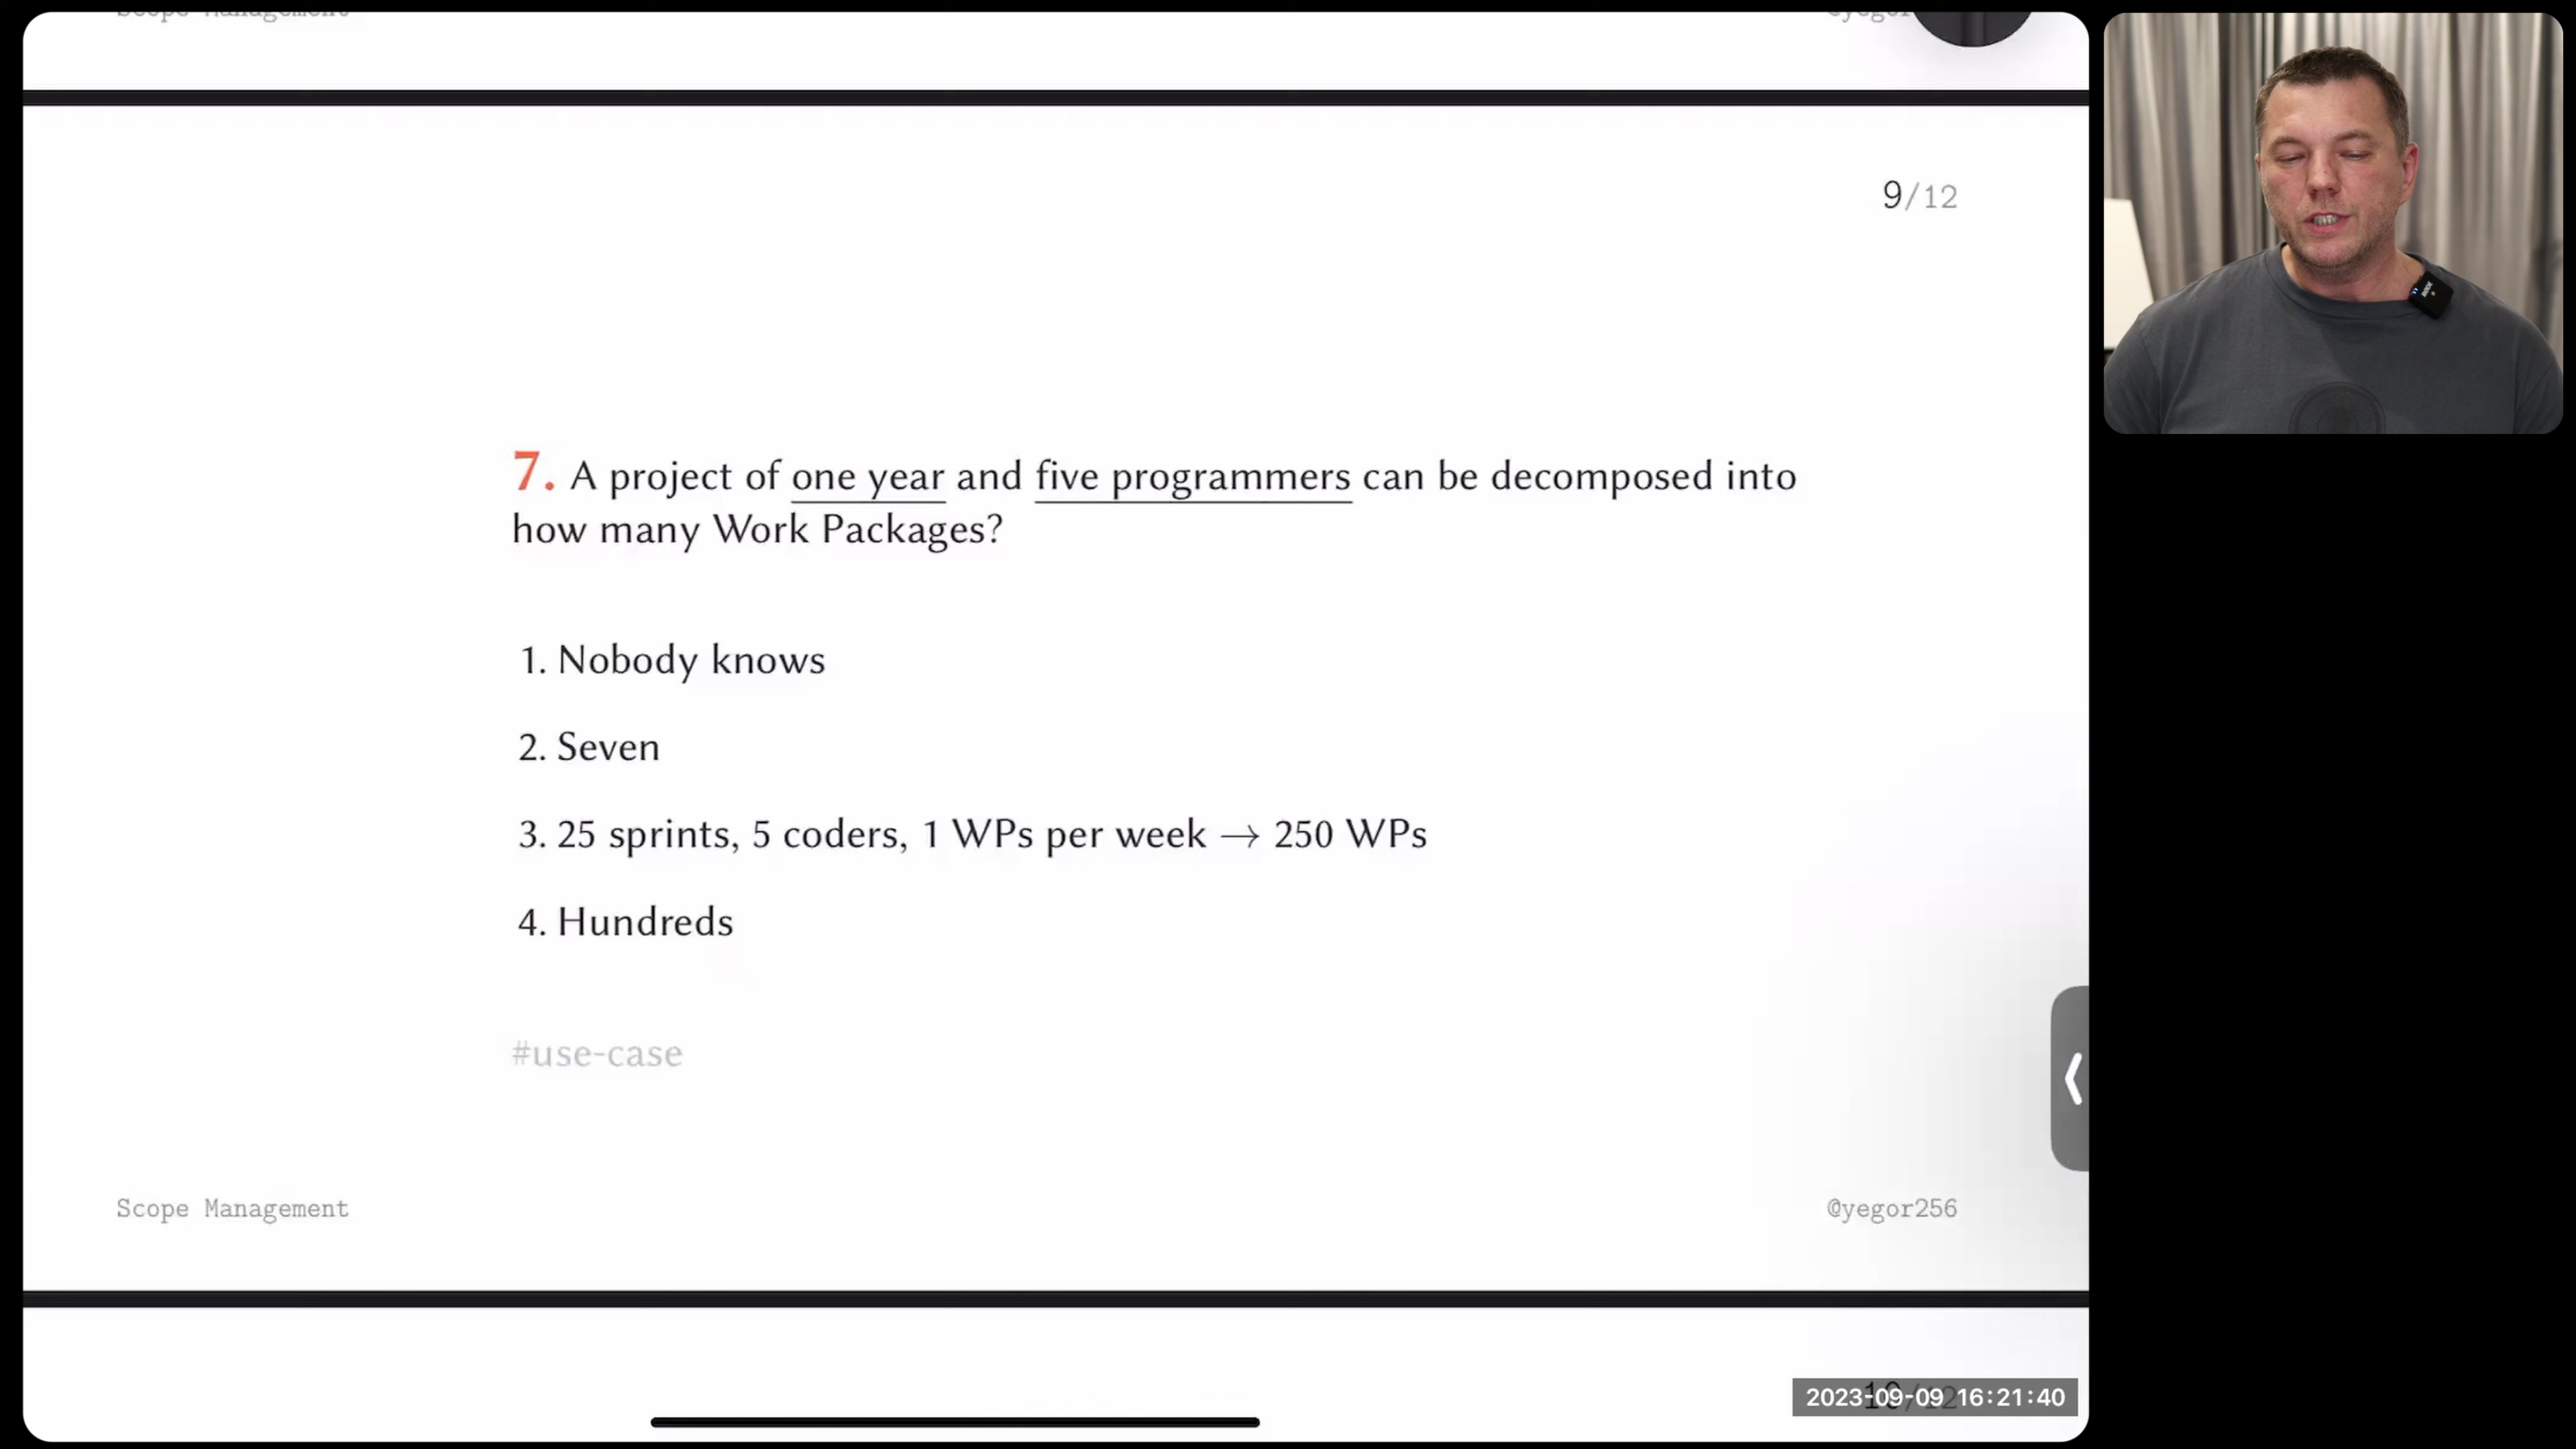 Scope Management
9/12
7. A project of one year and five programmers can be decomposed into
how many Work Packages?
1. Nobody knows
2. Seven
3. 25 sprints, 5 coders, 1 WPs per week → 250 WPs
4. Hundreds
#use-case
Scope Management
@yegor256
2023-09-09 16:21:40